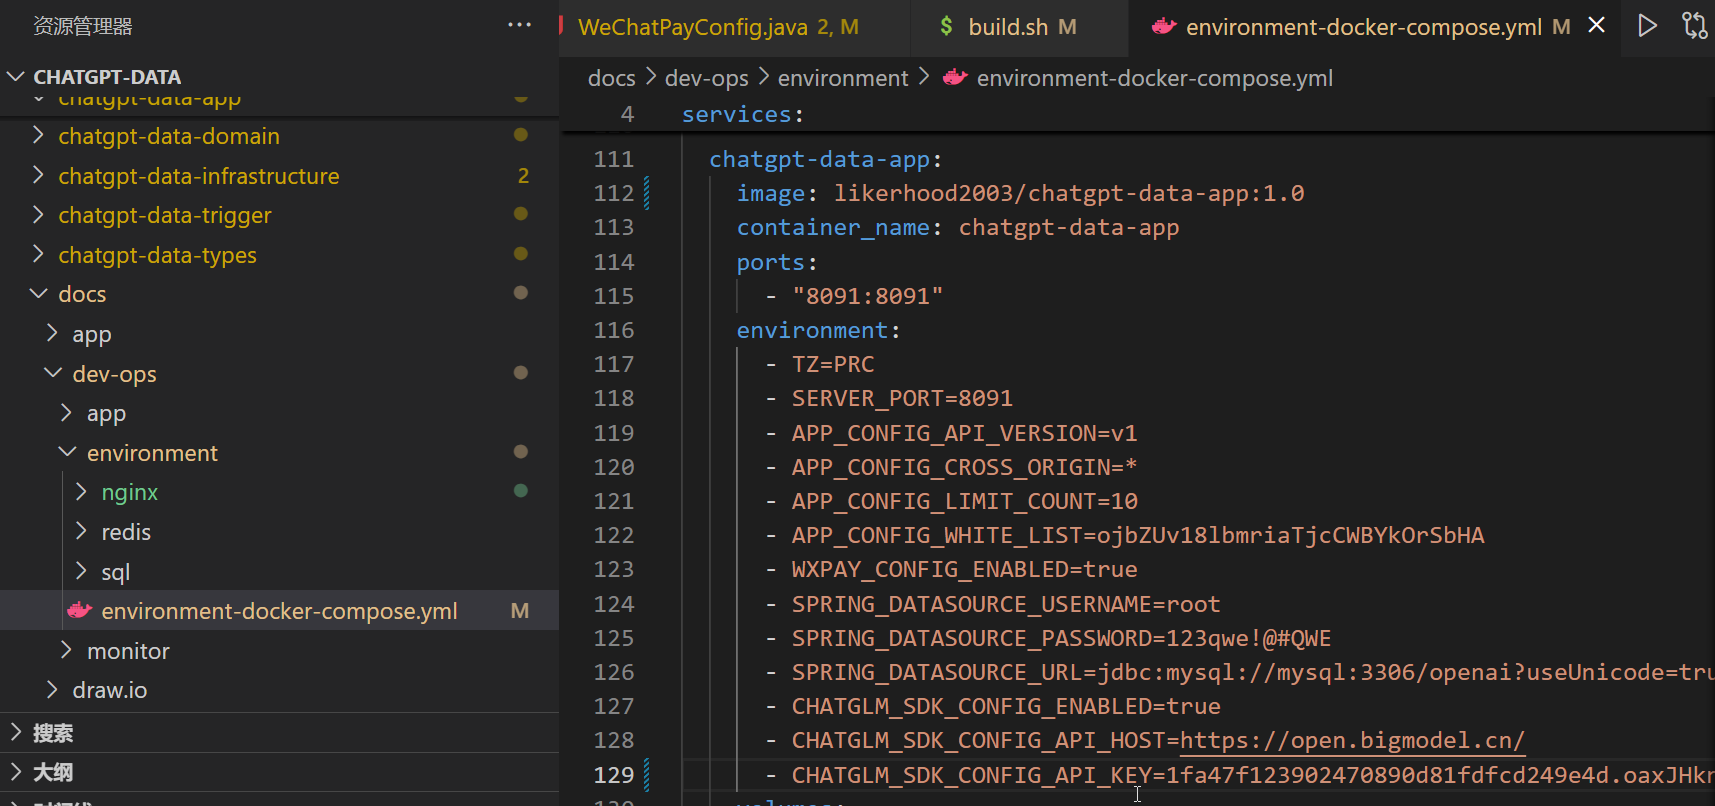 资源管理器
CHATGPT-DATA
chatgpt-data-app
chatgpt-data-domain
chatgpt-data-infrastructure 2
chatgpt-data-trigger
chatgpt-data-types
docs
app
dev-ops
app
environment
nginx
redis
sql
environment-docker-compose.yml M
monitor
draw.io
搜索
大纲
WeChatPayConfig.java 2, M
$ build.sh M
environment-docker-compose.yml M
docs > dev-ops > environment > environment-docker-compose.yml
4 services:
111 chatgpt-data-app:
112 image: likerhood2003/chatgpt-data-app:1.0
113 container_name: chatgpt-data-app
114 ports:
115 - "8091:8091"
116 environment:
117 - TZ=PRC
118 - SERVER_PORT=8091
119 - APP_CONFIG_API_VERSION=v1
120 - APP_CONFIG_CROSS_ORIGIN=*
121 - APP_CONFIG_LIMIT_COUNT=10
122 - APP_CONFIG_WHITE_LIST=ojbZUv18lbmriaTjcCWBYkOrSbHA
123 - WXPAY_CONFIG_ENABLED=true
124 - SPRING_DATASOURCE_USERNAME=root
125 - SPRING_DATASOURCE_PASSWORD=123qwe!@#QWE
126 - SPRING_DATASOURCE_URL=jdbc:mysql://mysql:3306/openai?useUnicode=tru
127 - CHATGLM_SDK_CONFIG_ENABLED=true
128 - CHATGLM_SDK_CONFIG_API_HOST=https://open.bigmodel.cn/
129 - CHATGLM_SDK_CONFIG_API_KEY=1fa47f123902470890d81fdfcd249e4d.oaxJHkr